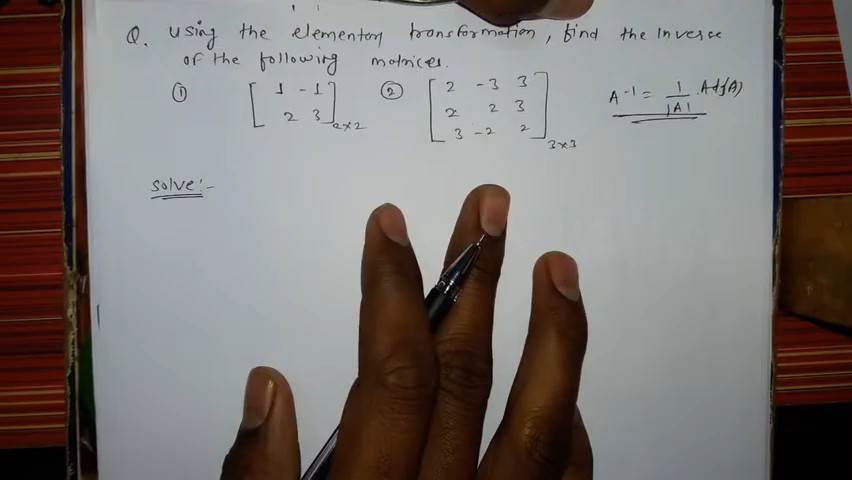 Q. Using the elementary transformation, find the inverse
of the following matrices.
① [ 1 -1
2 3 ]2×2
② [ 2 -3 3
2 2 3
3 -2 2 ]3×3
A⁻¹ = 1/|A| . Adj(A)
Solve:-